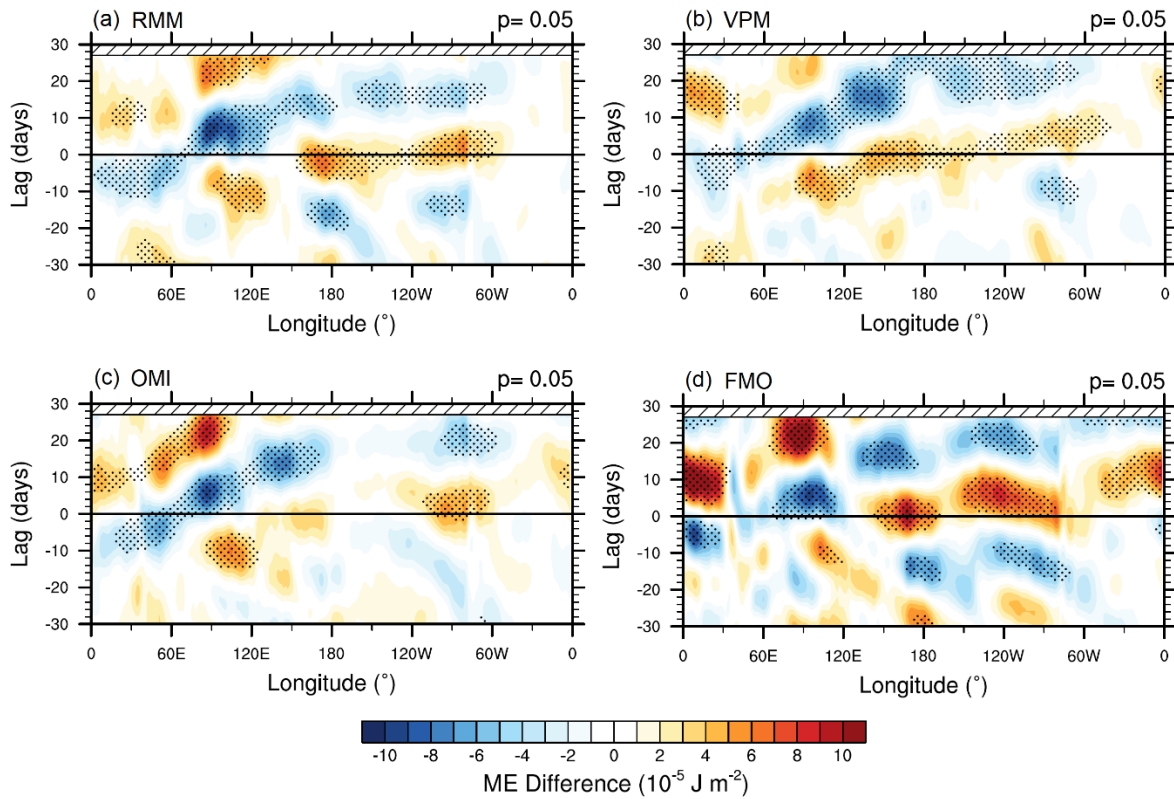 (a) RMM p= 0.05
30
20
10
0
-10
-20
-30
Lag (days)
0 60E 120E 180 120W 60W 0
Longitude (°)
(b) VPM p= 0.05
30
20
10
0
-10
-20
-30
Lag (days)
0 60E 120E 180 120W 60W 0
Longitude (°)
(c) OMI p= 0.05
30
20
10
0
-10
-20
-30
Lag (days)
0 60E 120E 180 120W 60W 0
Longitude (°)
(d) FMO p= 0.05
30
20
10
0
-10
-20
-30
Lag (days)
0 60E 120E 180 120W 60W 0
Longitude (°)
-10 -8 -6 -4 -2 0 2 4 6 8 10
ME Difference (10⁻⁵ J m⁻²)